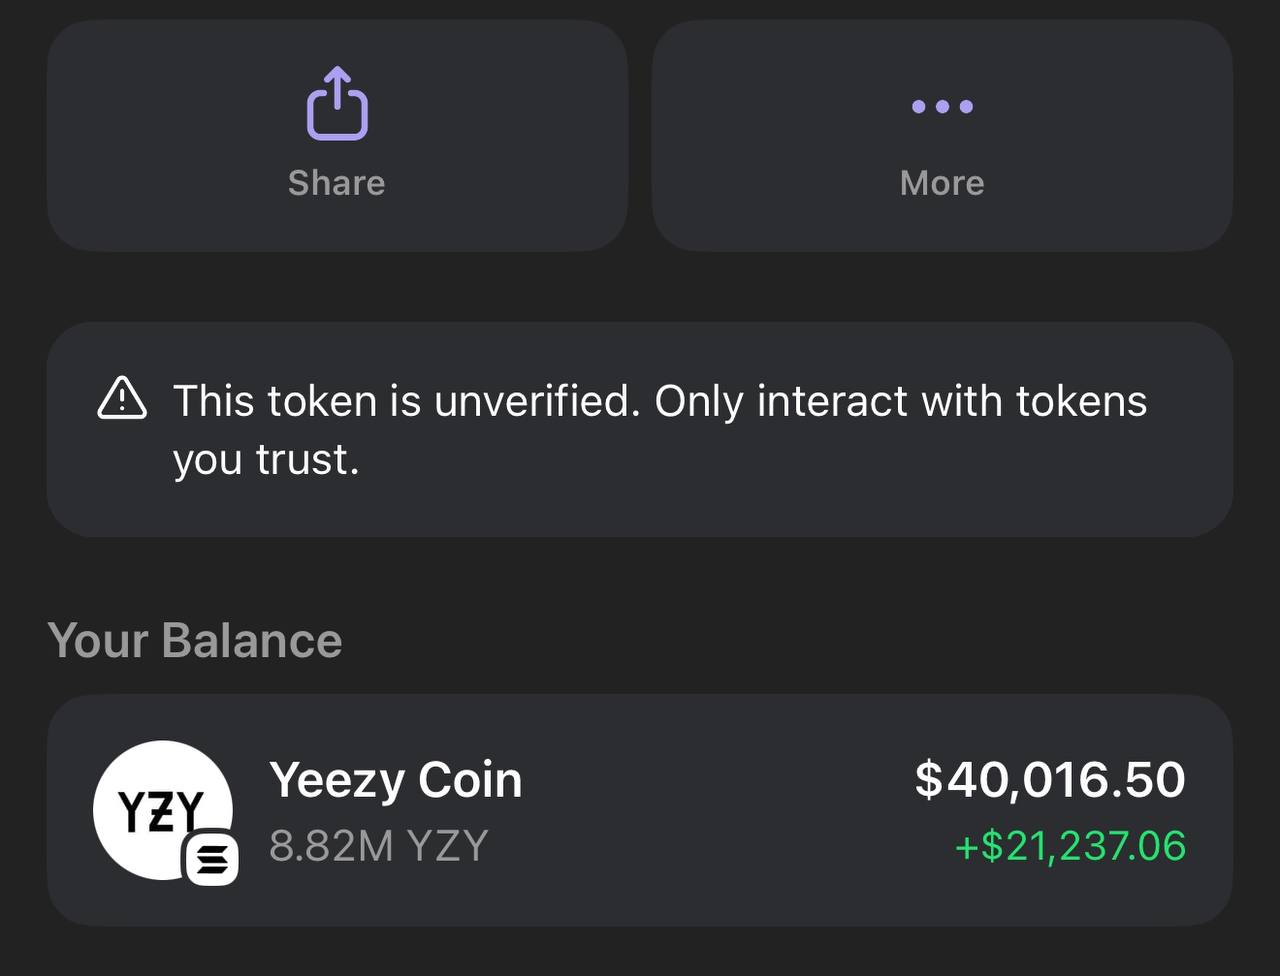 Share
More
This token is unverified. Only interact with tokens
you trust.
Your Balance
YZY
Yeezy Coin
$40,016.50
8.82M YZY
+$21,237.06